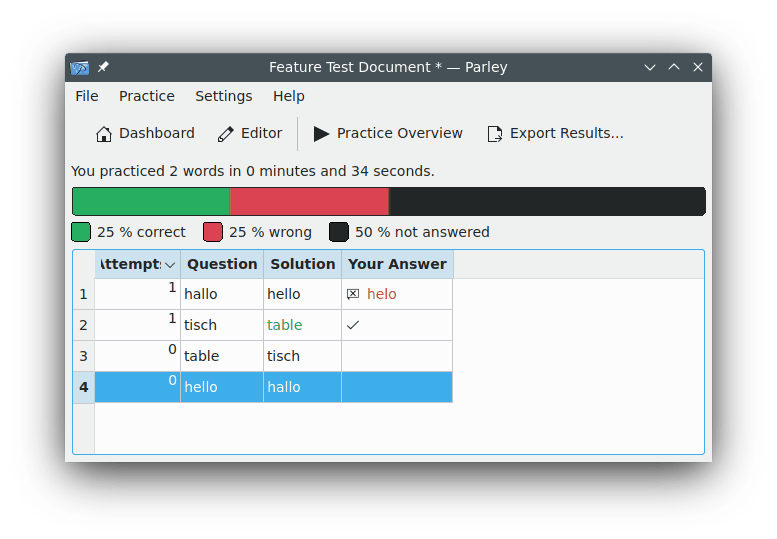 Feature Test Document * — Parley
File Practice Settings Help
Dashboard Editor Practice Overview Export Results...
You practiced 2 words in 0 minutes and 34 seconds.
25 % correct 25 % wrong 50 % not answered
Attempts Question Solution Your Answer
1 1 hallo hello helo
2 1 tisch table
3 0 table tisch
4 0 hello hallo